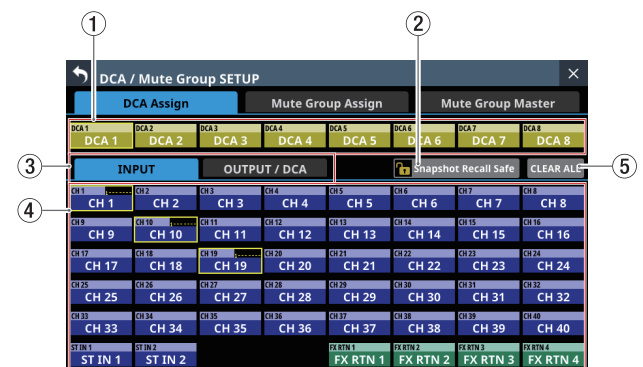 ① ②
DCA / Mute Group SETUP ×
DCA Assign Mute Group Assign Mute Group Master
DCA 1 DCA 2 DCA 3 DCA 4 DCA 5 DCA 6 DCA 7 DCA 8
DCA 1 DCA 2 DCA 3 DCA 4 DCA 5 DCA 6 DCA 7 DCA 8
③ INPUT OUTPUT / DCA Snapshot Recall Safe CLEAR ALL ⑤
CH 1 CH 2 CH 3 CH 4 CH 5 CH 6 CH 7 CH 8
④ CH 1 CH 2 CH 3 CH 4 CH 5 CH 6 CH 7 CH 8
CH 9 CH 10 CH 11 CH 12 CH 13 CH 14 CH 15 CH 16
CH 9 CH 10 CH 11 CH 12 CH 13 CH 14 CH 15 CH 16
CH 17 CH 18 CH 19 CH 20 CH 21 CH 22 CH 23 CH 24
CH 17 CH 18 CH 19 CH 20 CH 21 CH 22 CH 23 CH 24
CH 25 CH 26 CH 27 CH 28 CH 29 CH 30 CH 31 CH 32
CH 25 CH 26 CH 27 CH 28 CH 29 CH 30 CH 31 CH 32
CH 33 CH 34 CH 35 CH 36 CH 37 CH 38 CH 39 CH 40
CH 33 CH 34 CH 35 CH 36 CH 37 CH 38 CH 39 CH 40
ST IN 1 ST IN 2 FX RTN 1 FX RTN 2 FX RTN 3 FX RTN 4
ST IN 1 ST IN 2 FX RTN 1 FX RTN 2 FX RTN 3 FX RTN 4